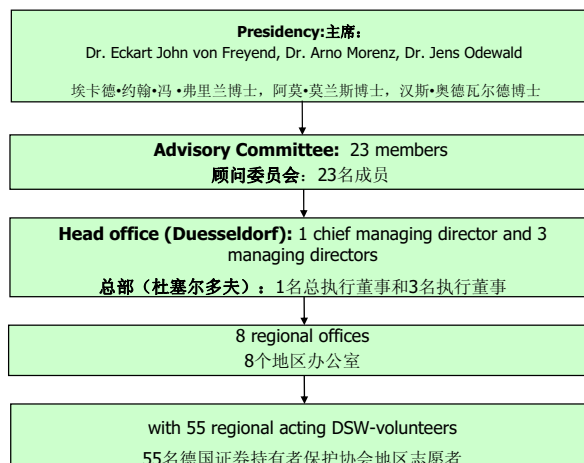 Presidency:主席：
Dr. Eckart John von Freyend, Dr. Arno Morenz, Dr. Jens Odewald
埃卡德•约翰•冯 •弗里兰博士，阿莫•莫兰斯博士，汉斯•奥德瓦尔德博士
Advisory Committee: 23 members
顾问委员会：23名成员
Head office (Duesseldorf): 1 chief managing director and 3
managing directors
总部（杜塞尔多夫）：1名总执行董事和3名执行董事
8 regional offices
8个地区办公室
with 55 regional acting DSW-volunteers
55名德国证券持有者保护协会地区志愿者